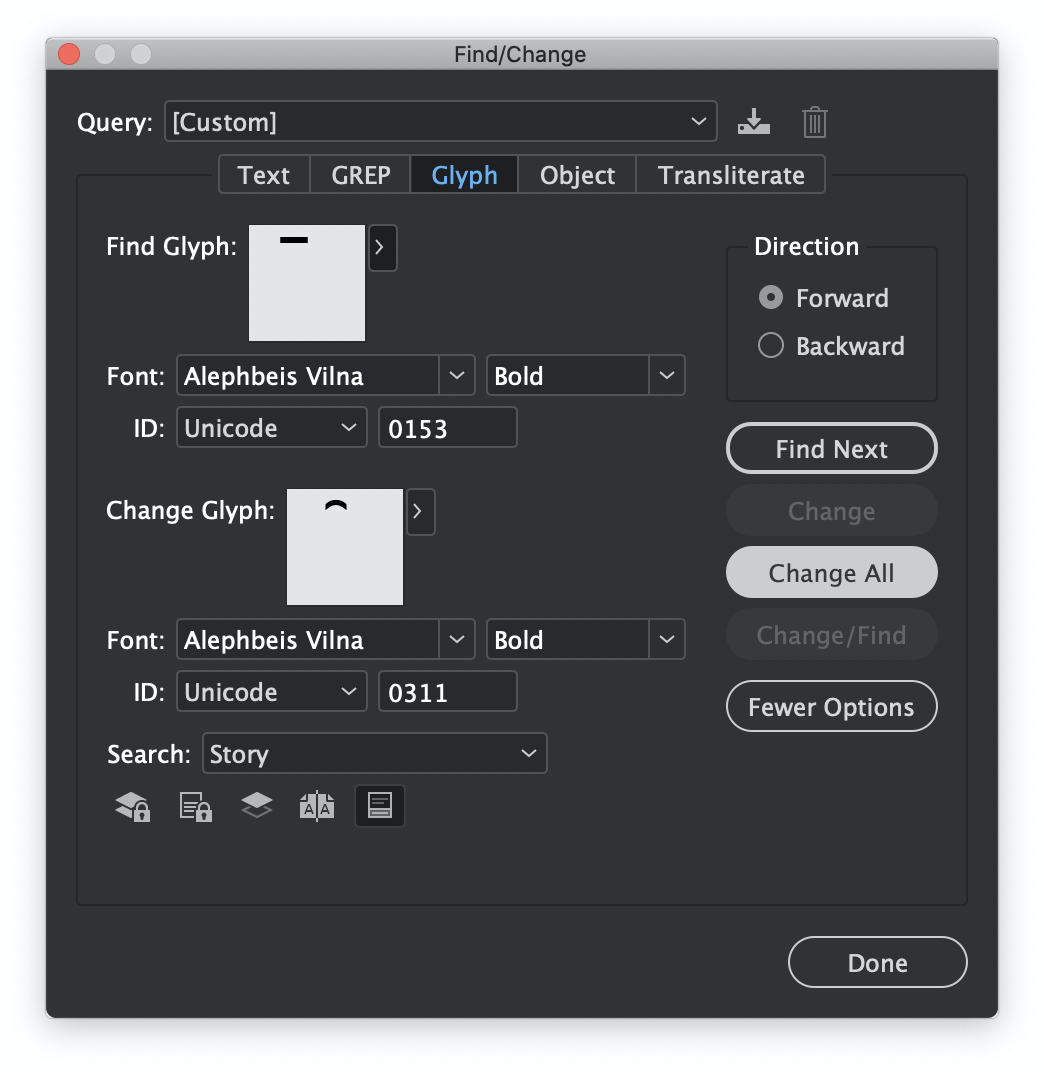 Find/Change
Query: [Custom]
Text GREP Glyph Object Transliterate
Find Glyph:
Font: Alephbeis Vilna Bold
ID: Unicode 0153
Change Glyph:
Font: Alephbeis Vilna Bold
ID: Unicode 0311
Search: Story
A A
Direction
Forward
Backward
Find Next
Change
Change All
Change/Find
Fewer Options
Done